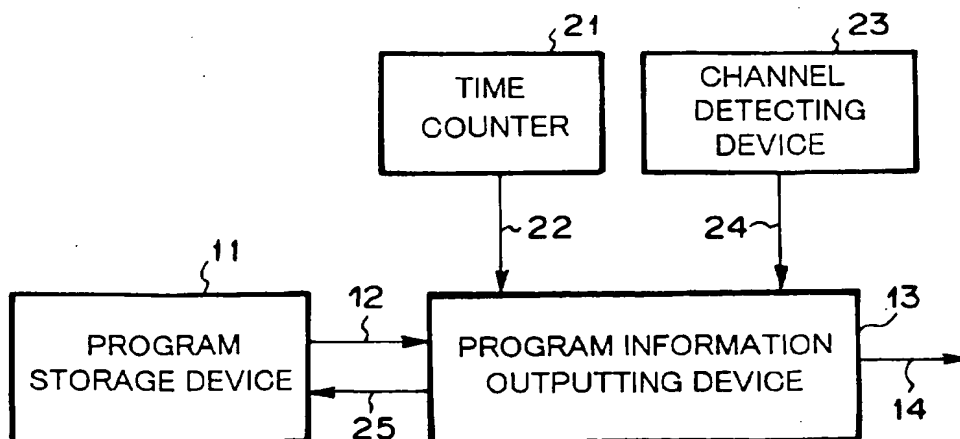 21
23
TIME
COUNTER
CHANNEL
DETECTING
DEVICE
22
24
11
12
13
PROGRAM
STORAGE DEVICE
PROGRAM INFORMATION
OUTPUTTING DEVICE
25
14